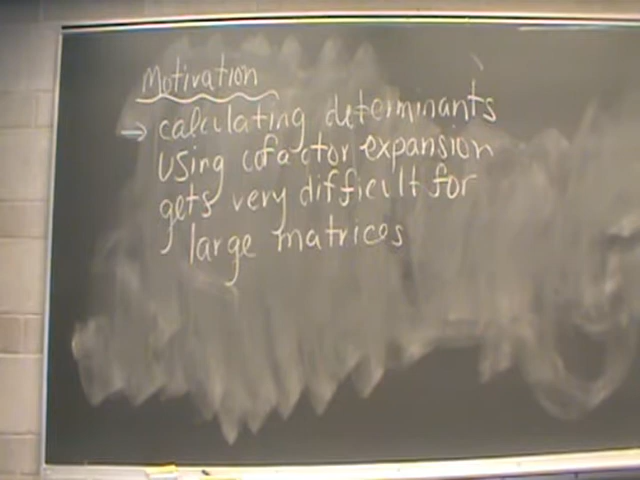 Motivation
→ calculating determinants
using cofactor expansion
gets very difficult for
large matrices